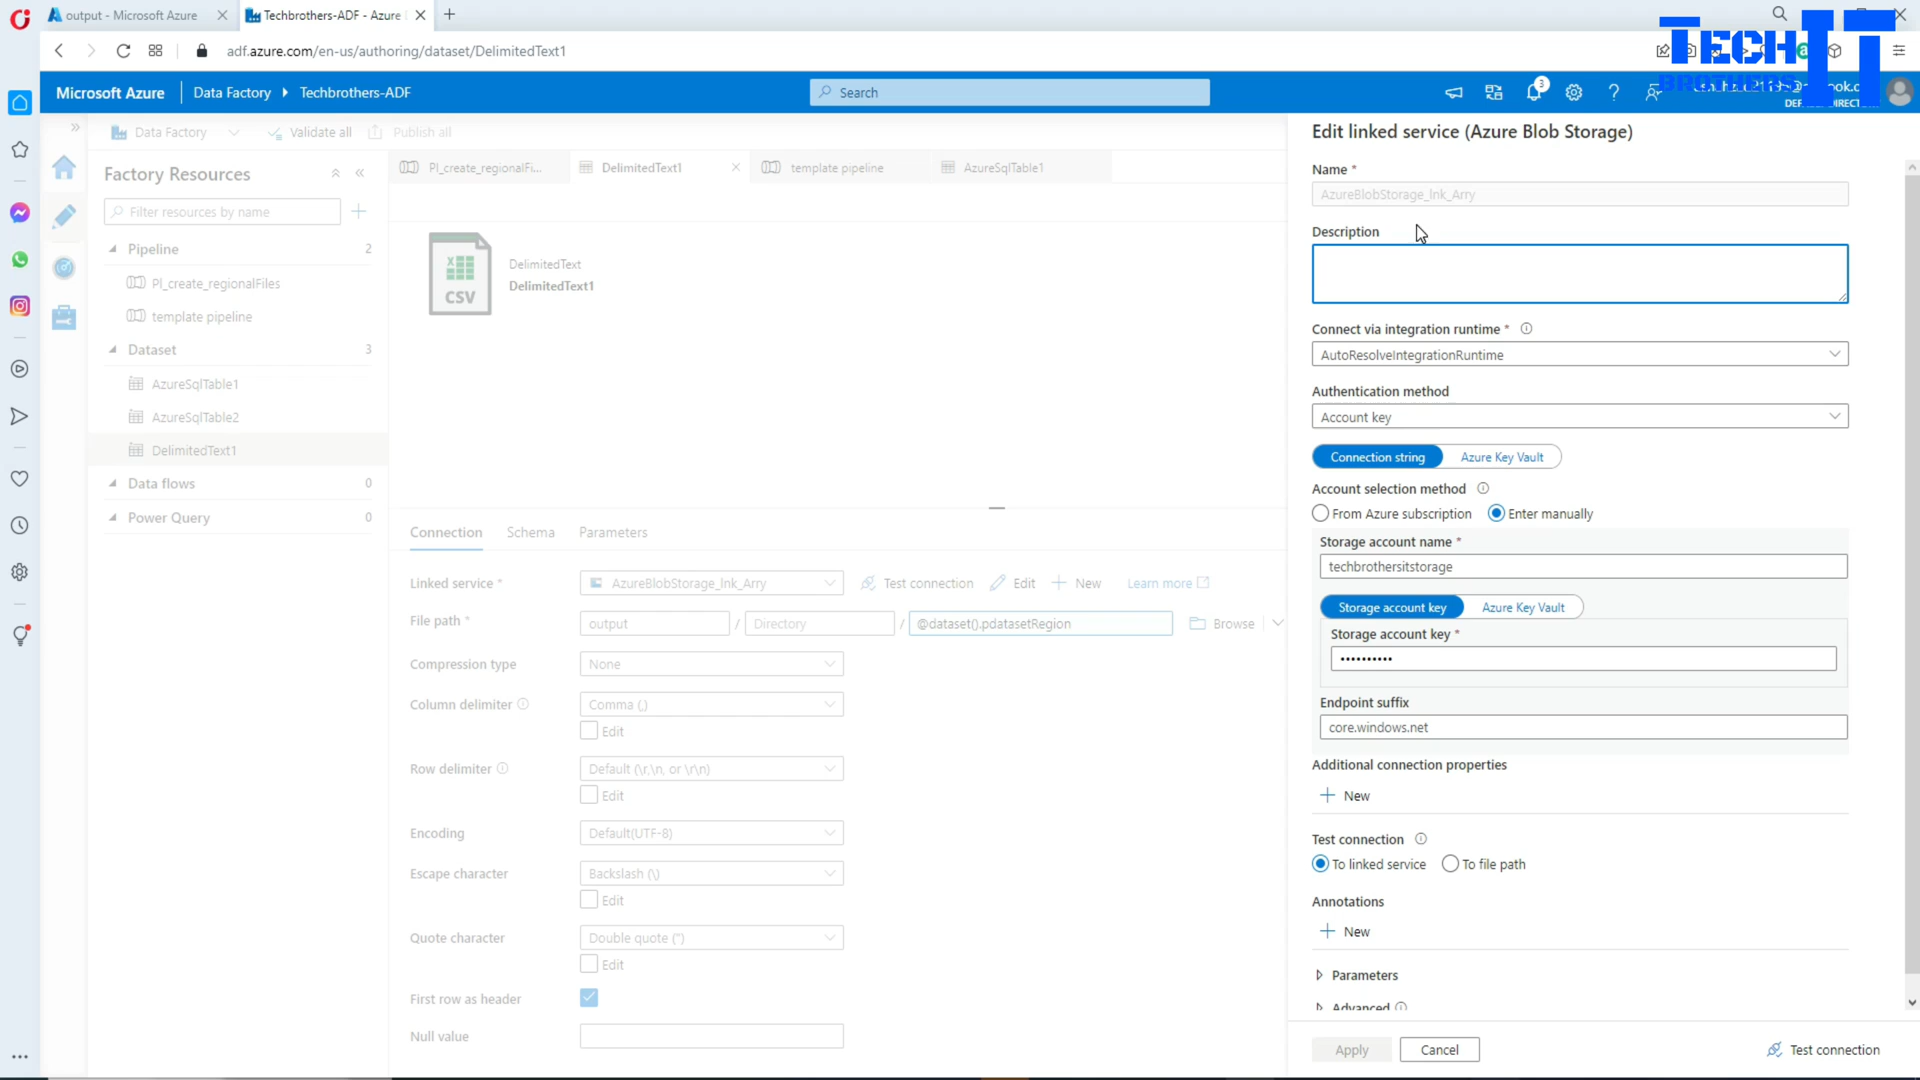 output - Microsoft Azure
Techbrothers-ADF - Azure
adf.azure.com/en-us/authoring/dataset/DelimitedText1
TECH IT
BROTHERS
Microsoft Azure
Data Factory
Techbrothers-ADF
Search
3
Data Factory
Validate all
Publish all
Factory Resources
Filter resources by name
Pipeline
2
Pl_create_regionalFiles
template pipeline
Dataset
3
AzureSqlTable1
AzureSqlTable2
DelimitedText1
Data flows
0
Power Query
0
Pl_create_regionalFi...
DelimitedText1
template pipeline
AzureSqlTable1
CSV
DelimitedText
DelimitedText1
Connection
Schema
Parameters
Linked service *
AzureBlobStorage_lnk_Arry
Test connection
Edit
New
Learn more
File path *
output
/
Directory
/
@dataset().pdatasetRegion
Browse
Compression type
None
Column delimiter
Comma (,)
Edit
Row delimiter
Default (\r,\n, or \r\n)
Edit
Encoding
Default(UTF-8)
Escape character
Backslash (\)
Edit
Quote character
Double quote (")
Edit
First row as header
Null value
Edit linked service (Azure Blob Storage)
Name *
AzureBlobStorage_lnk_Arry
Description
Connect via integration runtime *
AutoResolveIntegrationRuntime
Authentication method
Account key
Connection string
Azure Key Vault
Account selection method
From Azure subscription
Enter manually
Storage account name *
techbrothersitstorage
Storage account key
Azure Key Vault
Storage account key *
••••••••••
Endpoint suffix
core.windows.net
Additional connection properties
New
Test connection
To linked service
To file path
Annotations
New
Parameters
Advanced
Apply
Cancel
Test connection